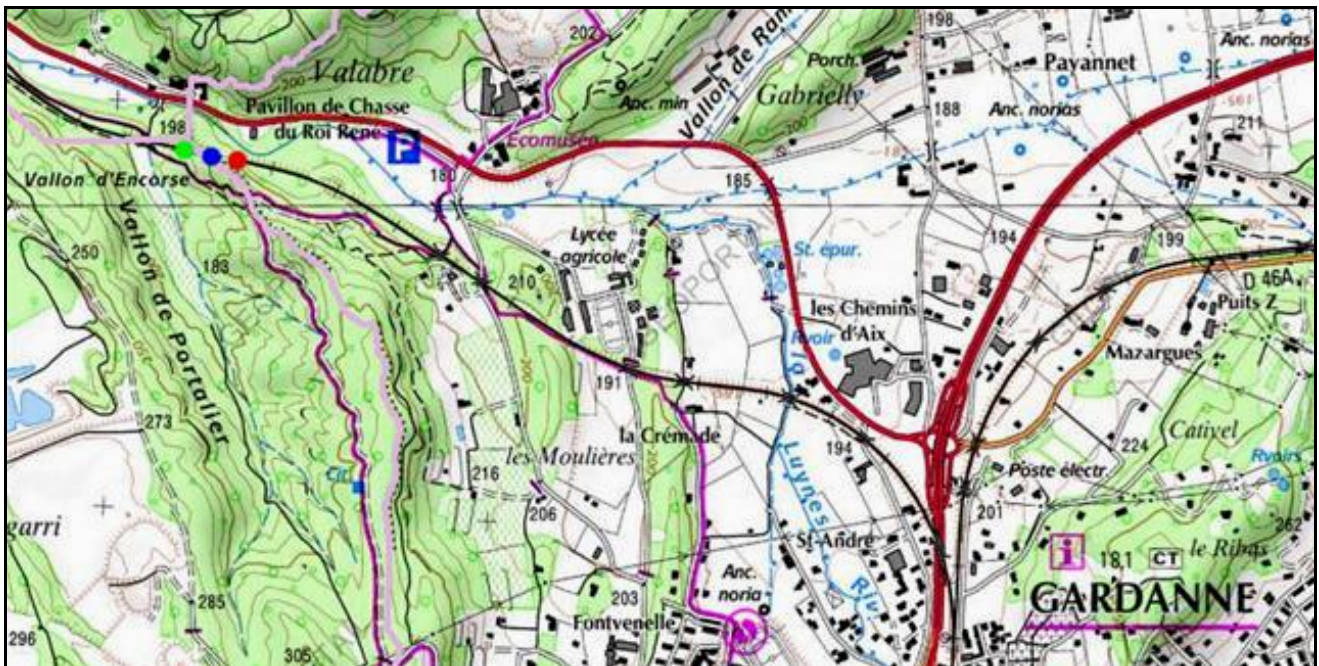 202
198
Valabre
Vallon de Ran
Porch.
Payannet
Anc. norias
Anc. min
Gabrielly
Anc. norias
Pavillon de Chasse
du Roi René
188
211
198
P
Ecomusée
200
Vallon d'Encorse
180
185
Vallon de Portalier
250
183
Lycée
agricole
St. épur.
194
199
210
D 46A
les Chemins
d'Aix
Puits Z
Rvoir
Mazargues
191
273
la Crémade
les Moulières
194
224
Cativel
Cit.
216
Luynes
Poste électr.
Rvoirs
206
201
garri
St-André
262
i
181
CT
le Ribas
GARDANNE
Anc.
noria
203
285
Riv
Fontvenelle
296
305